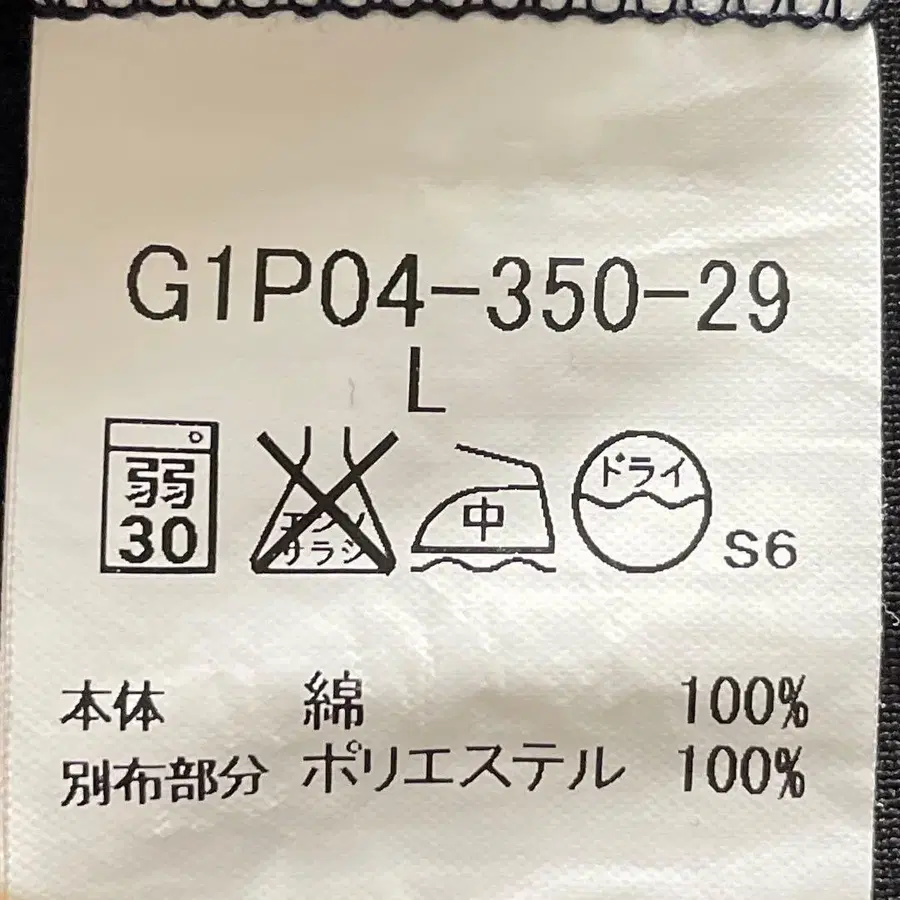 G1P04-350-29
L
弱 エンソ 中 ドライ
30 サラシ S6
本体 綿 100%
別布部分 ポリエステル 100%